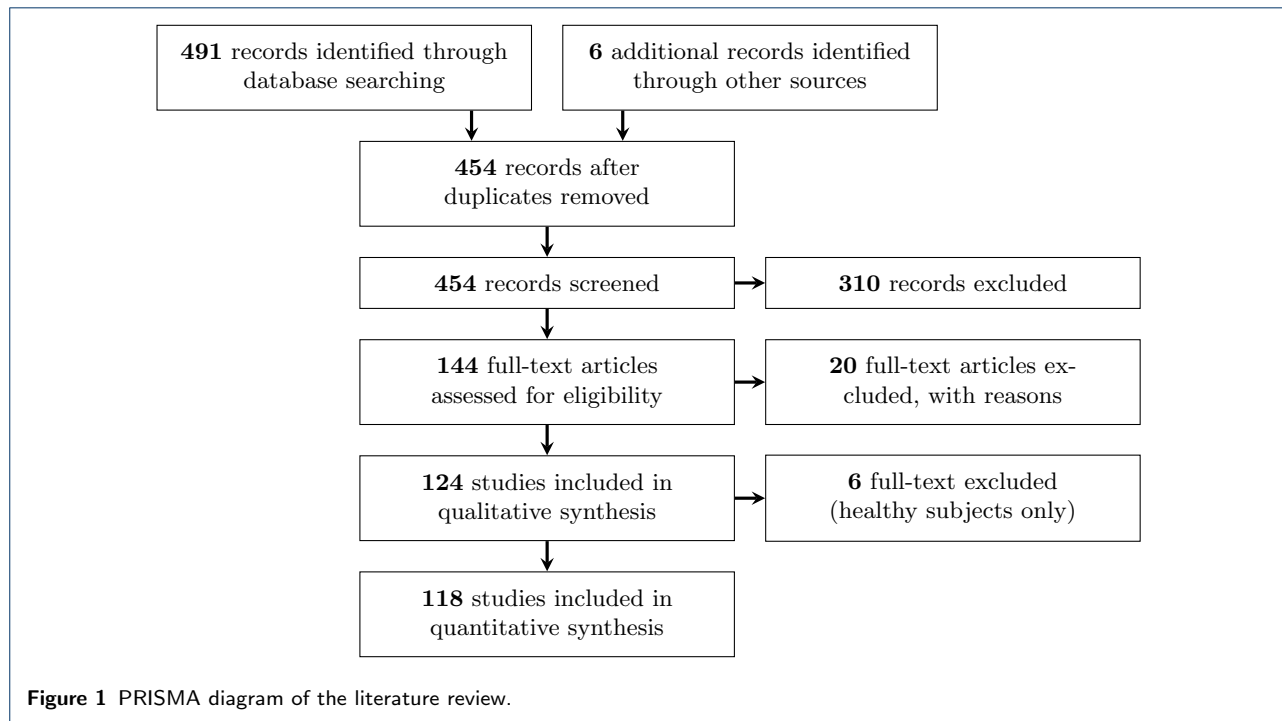 491 records identified through
database searching
6 additional records identified
through other sources
454 records after
duplicates removed
454 records screened
310 records excluded
144 full-text articles
assessed for eligibility
20 full-text articles ex-
cluded, with reasons
124 studies included in
qualitative synthesis
6 full-text excluded
(healthy subjects only)
118 studies included in
quantitative synthesis
Figure 1 PRISMA diagram of the literature review.